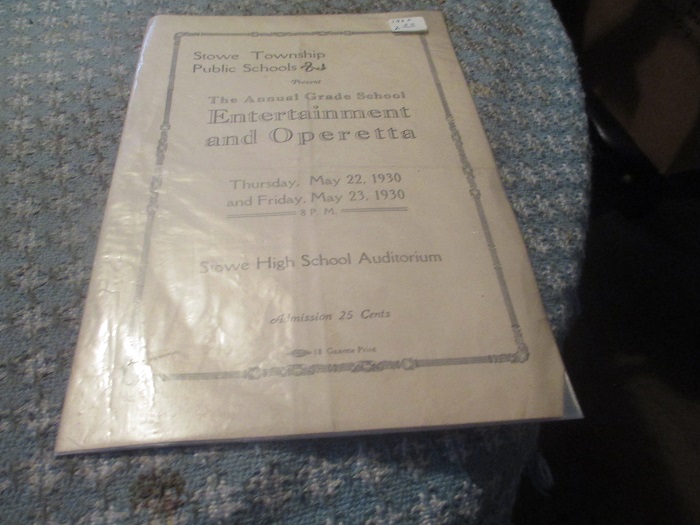 Stowe Township
Public Schools
Present
The Annual Grade School
Entertainment
and Operetta
Thursday, May 22, 1930
and Friday, May 23, 1930
8 P. M.
Stowe High School Auditorium
Admission 25 Cents